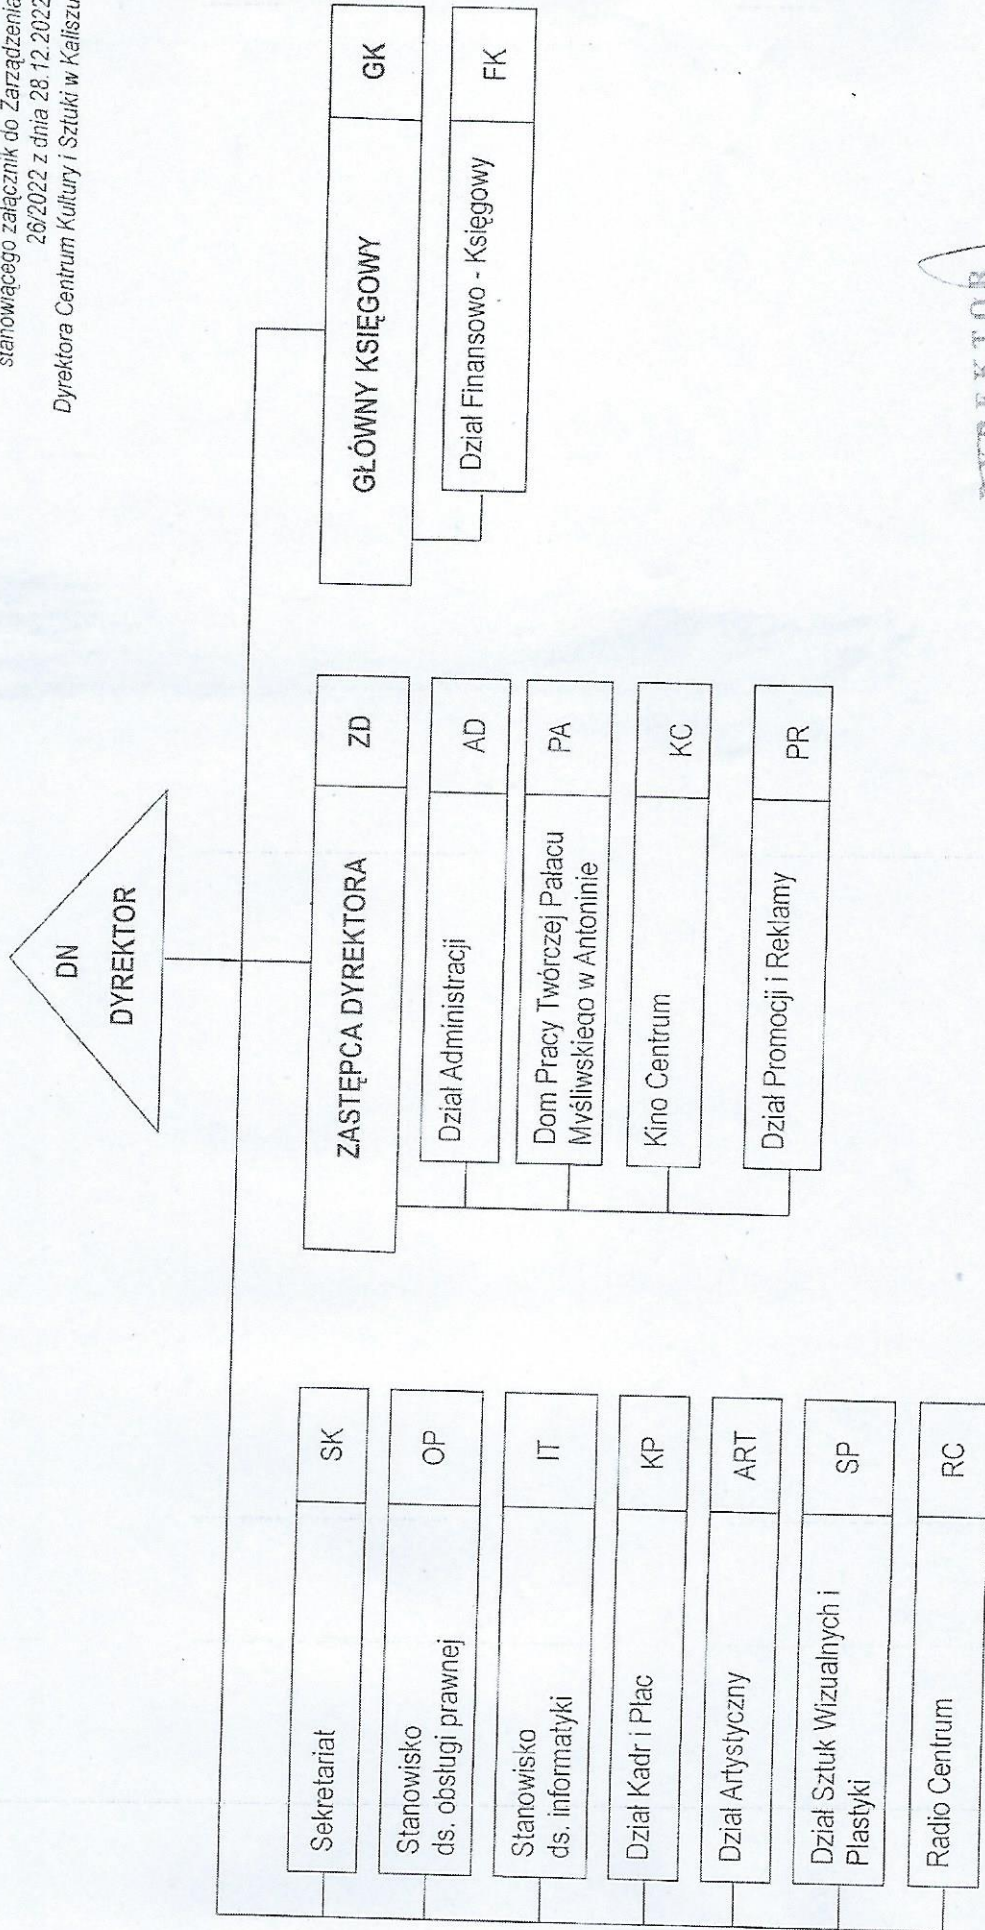 stanowiącego załącznik do Zarządzenia
26/2022 z dnia 28.12.2022
Dyrektora Centrum Kultury i Sztuki w Kaliszu
DN
DYREKTOR
Sekretariat SK
Stanowisko
ds. obsługi prawnej OP
Stanowisko
ds. informatyki IT
Dział Kadr i Płac KP
Dział Artystyczny ART
Dział Sztuk Wizualnych i
Plastyki SP
Radio Centrum RC
ZASTĘPCA DYREKTORA ZD
Dział Administracji AD
Dom Pracy Twórczej Pałacu
Myśliwskiego w Antoninie PA
Kino Centrum KC
Dział Promocji i Reklamy PR
GŁÓWNY KSIĘGOWY GK
Dział Finansowo - Księgowy FK
DYREKTOR